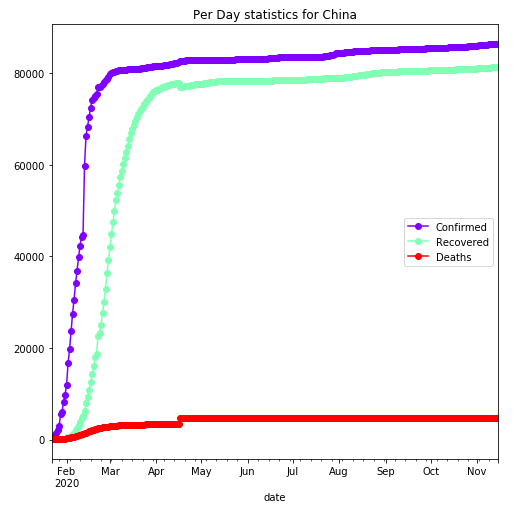 Per Day statistics for China
80000
60000
40000
20000
0
Confirmed
Recovered
Deaths
Feb Mar Apr May Jun Jul Aug Sep Oct Nov
2020
date